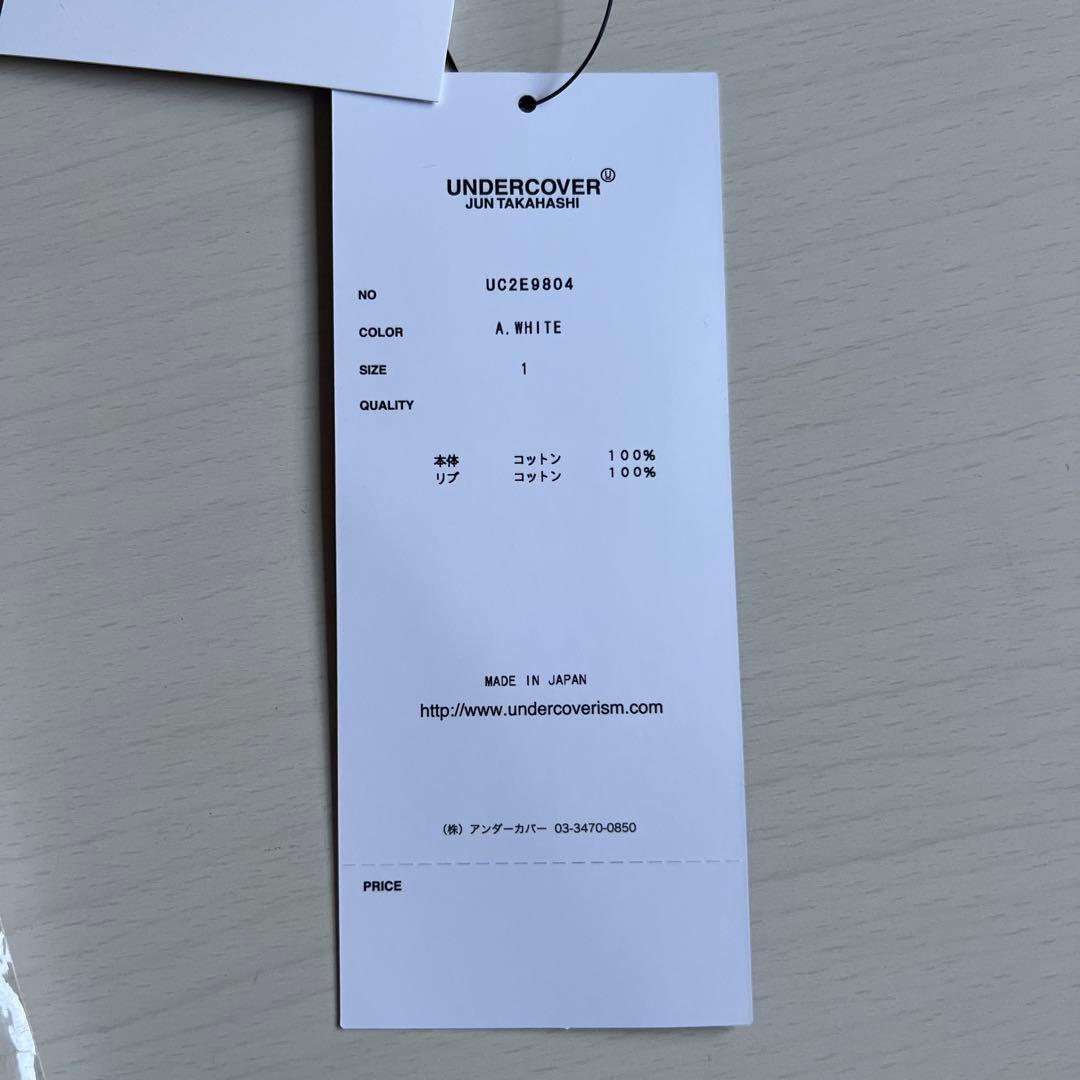 UNDERCOVER Ⓤ
JUN TAKAHASHI
NO UC2E9804
COLOR A.WHITE
SIZE 1
QUALITY
本体 コットン 100%
リブ コットン 100%
MADE IN JAPAN
http://www.undercoverism.com
(株) アンダーカバー 03-3470-0850
PRICE